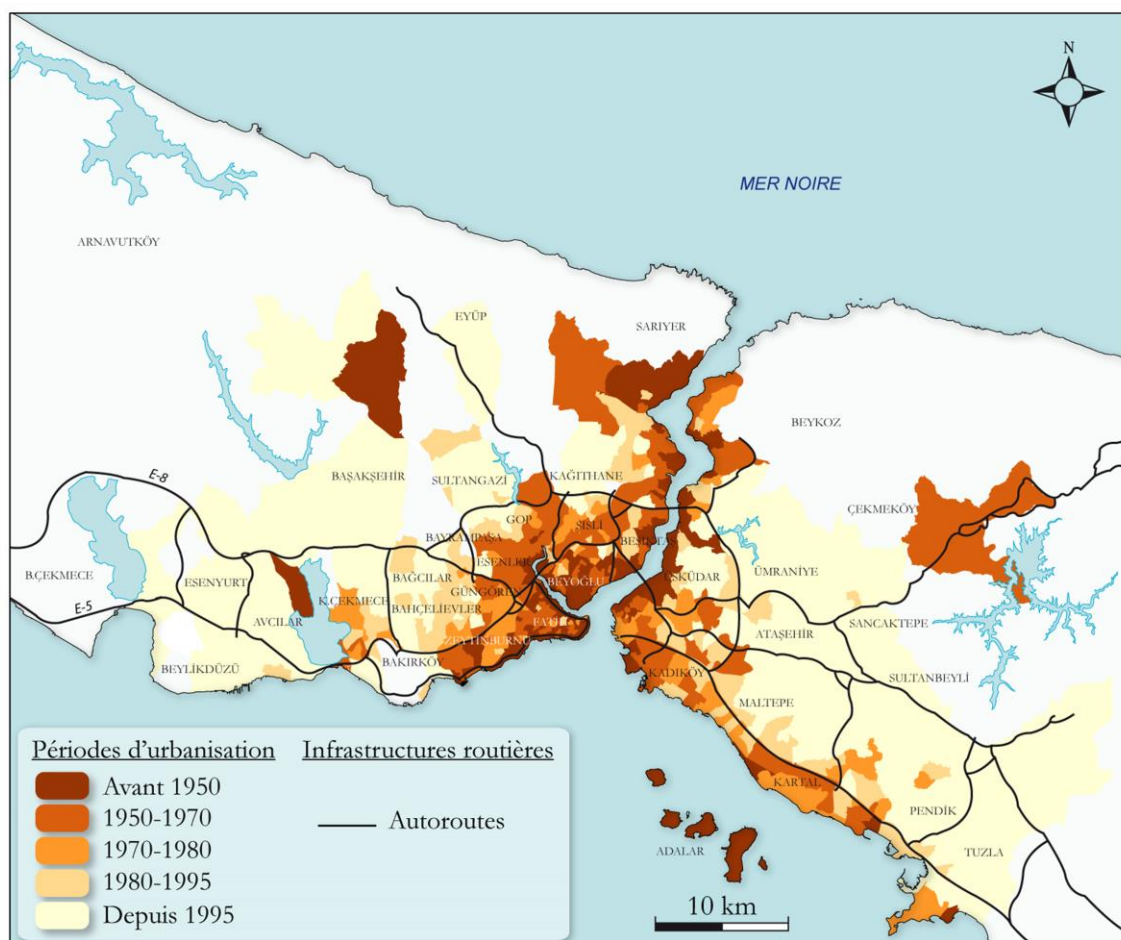 N
MER NOIRE
ARNAVUTKÖY
EYÜP
SARIYER
BEYKOZ
BAŞAKŞEHİR
SULTANGAZİ
KAĞITHANE
E-8
ÇEKMEKÖY
GOP
ŞİSLİ
BAYRAMPAŞA
BEŞİKTAŞ
ESENLER
B.ÇEKMECE
ESENYURT
BAĞCILAR
BEYOĞLU
ÜSKÜDAR
ÜMRANİYE
K.ÇEKMECE
GÜNGÖREN
E-5
BAHÇELİEVLER
AVCILAR
FATİH
SANCAKTEPE
ATAŞEHİR
ZEYTİNBURNU
BAKIRKÖY
BEYLİKDÜZÜ
KADIKÖY
SULTANBEYLİ
MALTEPE
KARTAL
PENDİK
ADALAR
TUZLA
10 km
Périodes d'urbanisation
Avant 1950
1950-1970
1970-1980
1980-1995
Depuis 1995
Infrastructures routières
Autoroutes